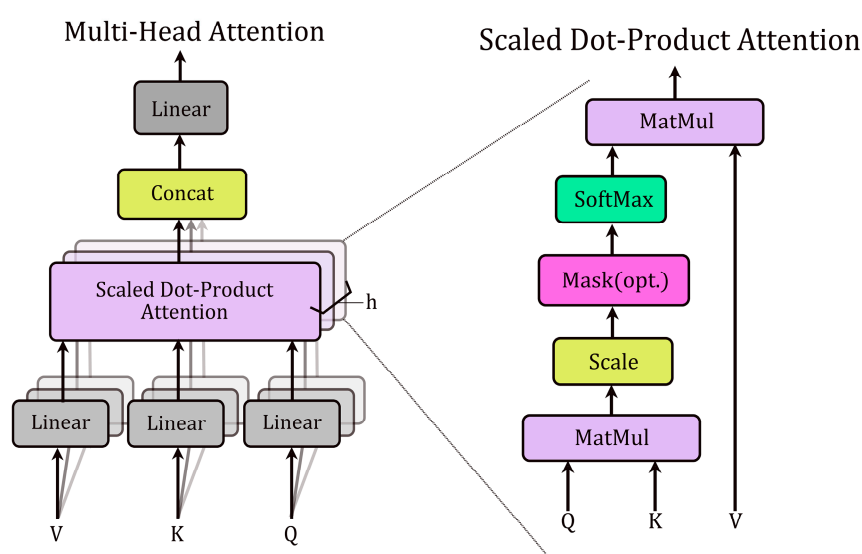 Multi-Head Attention
Linear
Concat
Scaled Dot-Product
Attention
h
Linear
Linear
Linear
V
K
Q
Scaled Dot-Product Attention
MatMul
SoftMax
Mask(opt.)
Scale
MatMul
Q
K
V